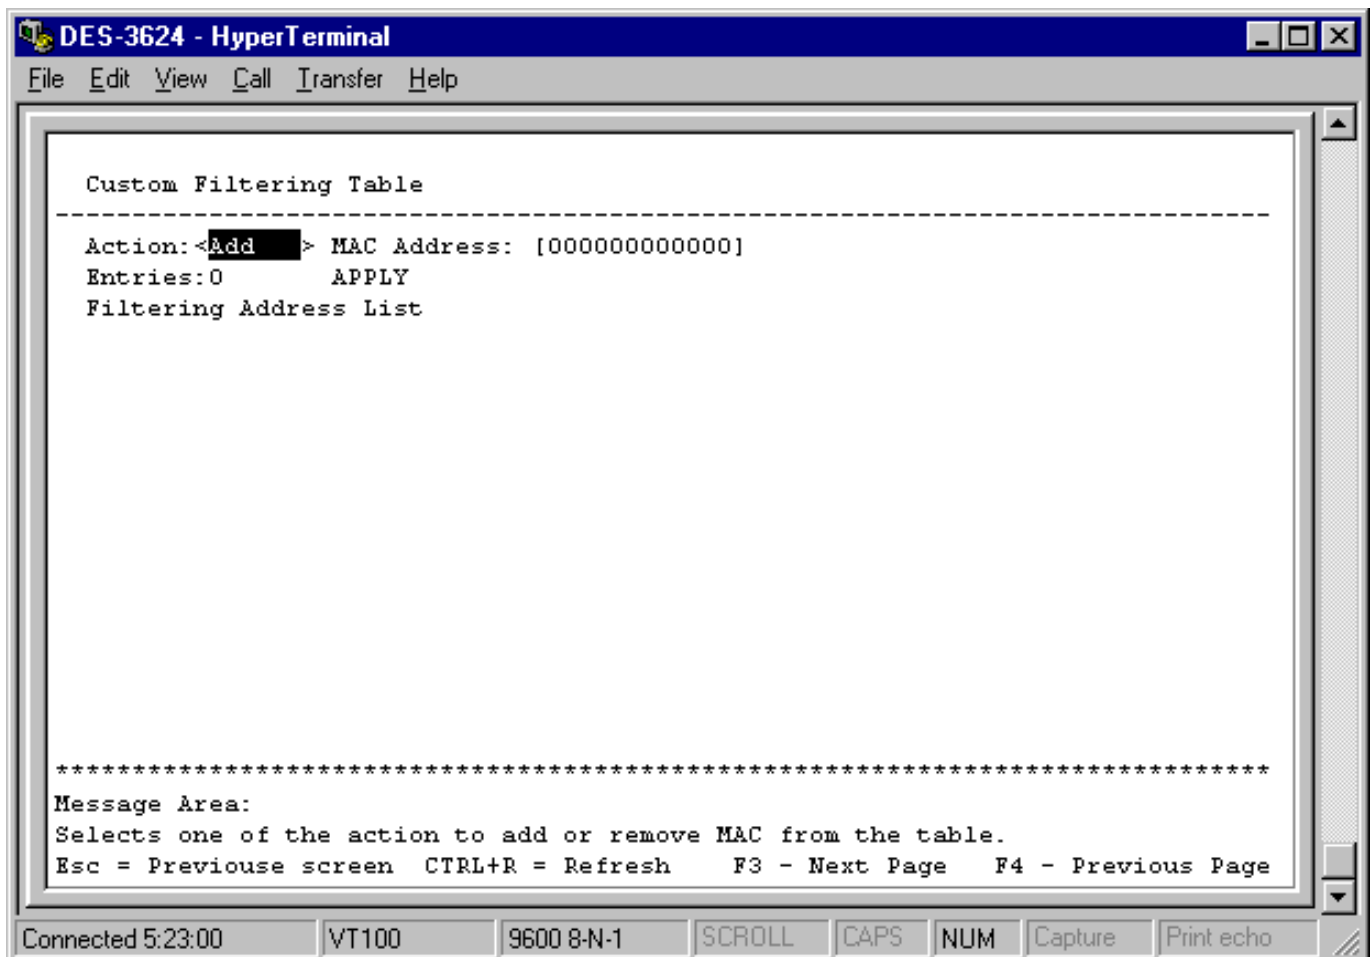 DES-3624 - HyperTerminal
File Edit View Call Transfer Help
Custom Filtering Table
-------------------------------------------------------------------------------
Action:<Add   > MAC Address: [000000000000]
Entries:0       APPLY
Filtering Address List
*******************************************************************************
Message Area:
Selects one of the action to add or remove MAC from the table.
Esc = Previouse screen  CTRL+R = Refresh    F3 - Next Page   F4 - Previous Page
Connected 5:23:00 VT100 9600 8-N-1 SCROLL CAPS NUM Capture Print echo